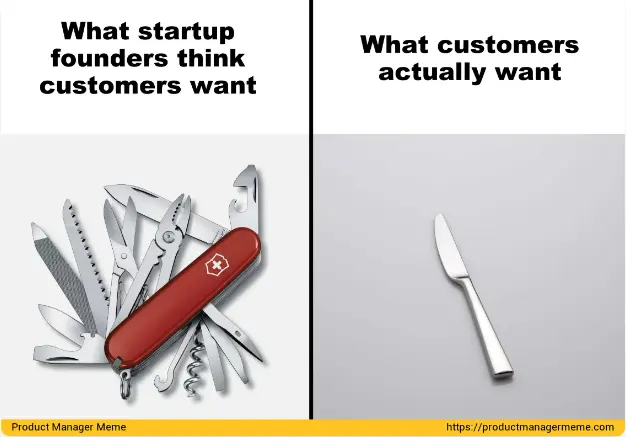 What startup
founders think
customers want
What customers
actually want
Product Manager Meme
https://productmanagermeme.com